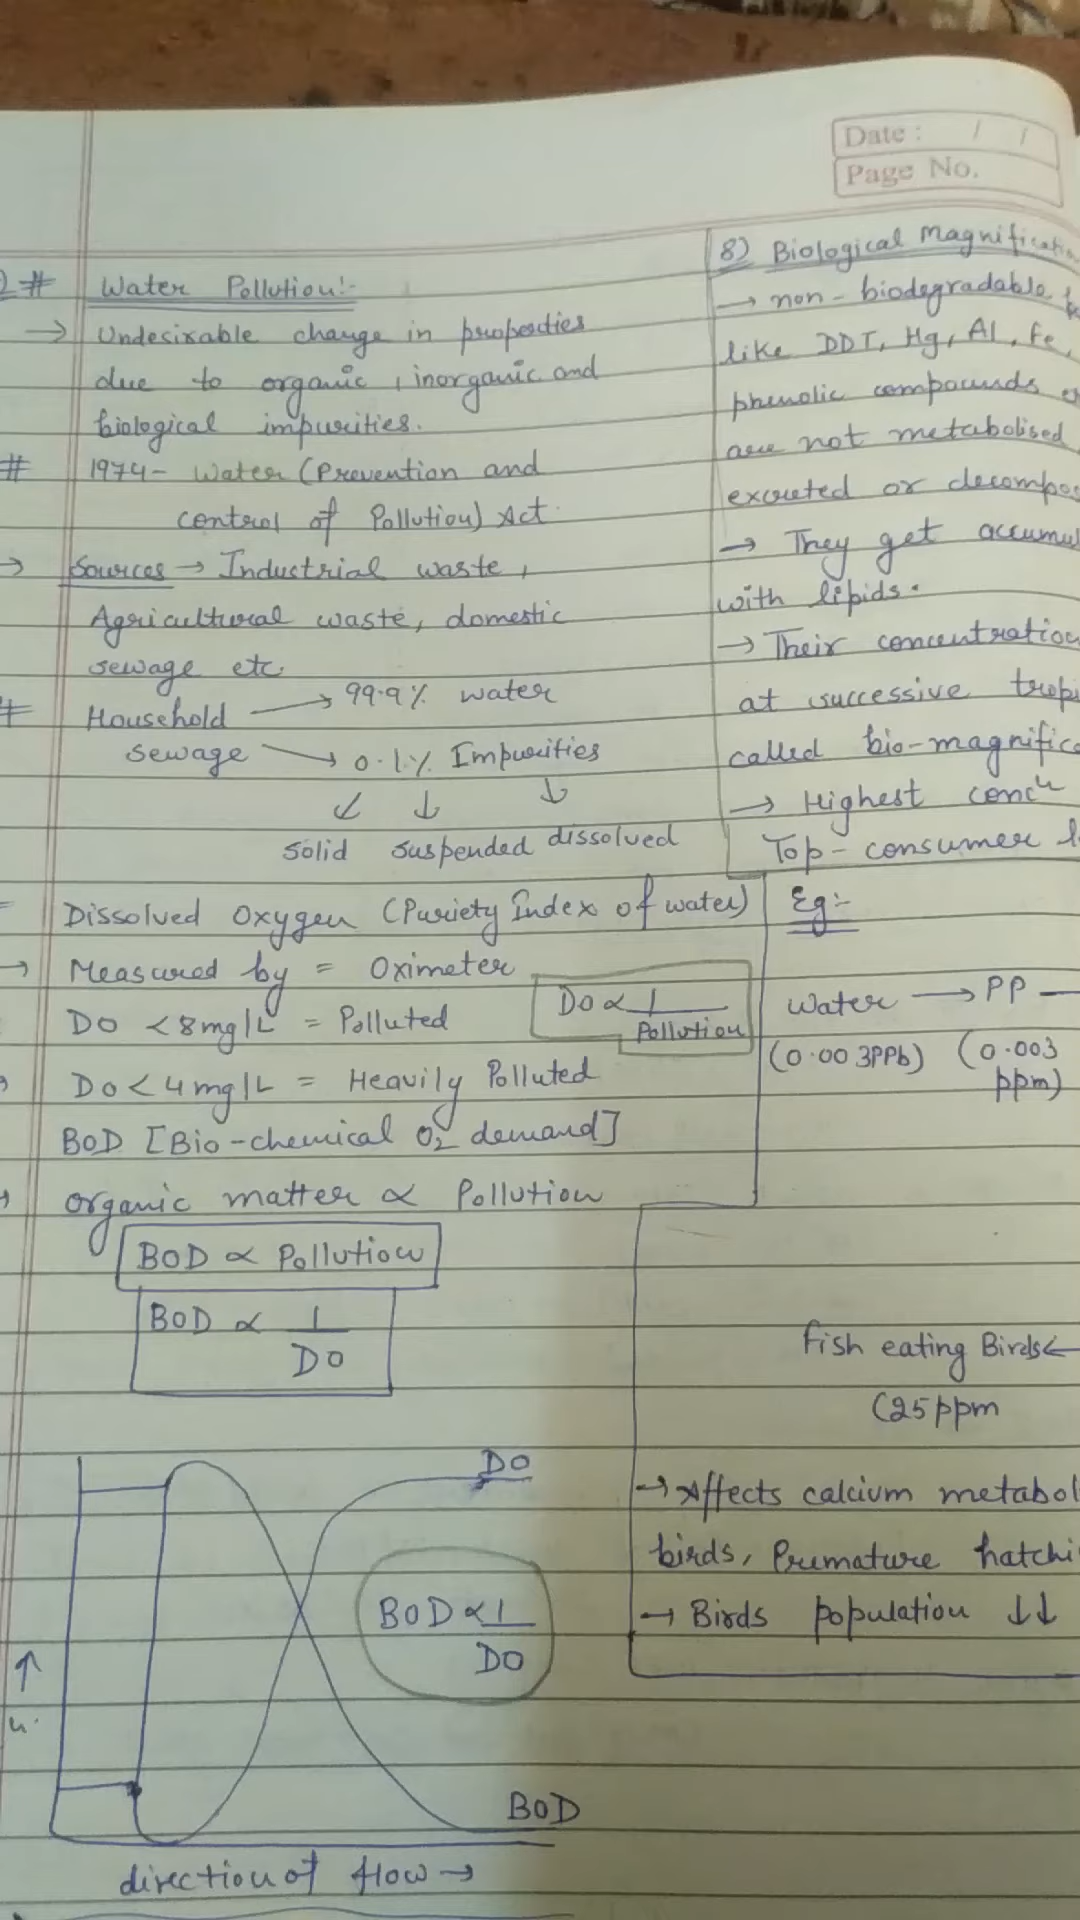 Date : / /
Page No.
# Water Pollution:-
→ Undesirable change in properties
due to organic, inorganic and
biological impurities.
# 1974- Water (Prevention and
control of Pollution) Act.
→ Sources → Industrial waste,
Agricultural waste, domestic
sewage etc.
# Household → 99.9% water
sewage → 0.1% Impurities
↙ ↓ ↓
solid suspended dissolved
Dissolved Oxygen (Puriety Index of water)
→ Measured by = Oximeter
DO < 8mg/L = Polluted
DO ∝ 1
Pollution
DO < 4mg/L = Heavily Polluted
BOD [Bio-chemical O₂ demand]
→ organic matter ∝ Pollution
BOD ∝ Pollution
BOD ∝ 1
DO
DO
BOD ∝ 1
DO
↑
BOD
direction of flow →
8) Biological Magnification
→ non-biodegradable
like DDT, Hg, Al, Fe,
phenolic compounds
are not metabolised
excreted or decompos
→ They get accumul
with lipids.
→ Their concentration
at successive tropi
called bio-magnific
→ Highest concⁿ
Top-consumer
Eg:-
Water → PP —
(0.003PPb) (0.003
ppm)
fish eating Birds ←
(25ppm
→ Affects calcium metabol
birds, Premature hatchi
→ Birds population ↓↓